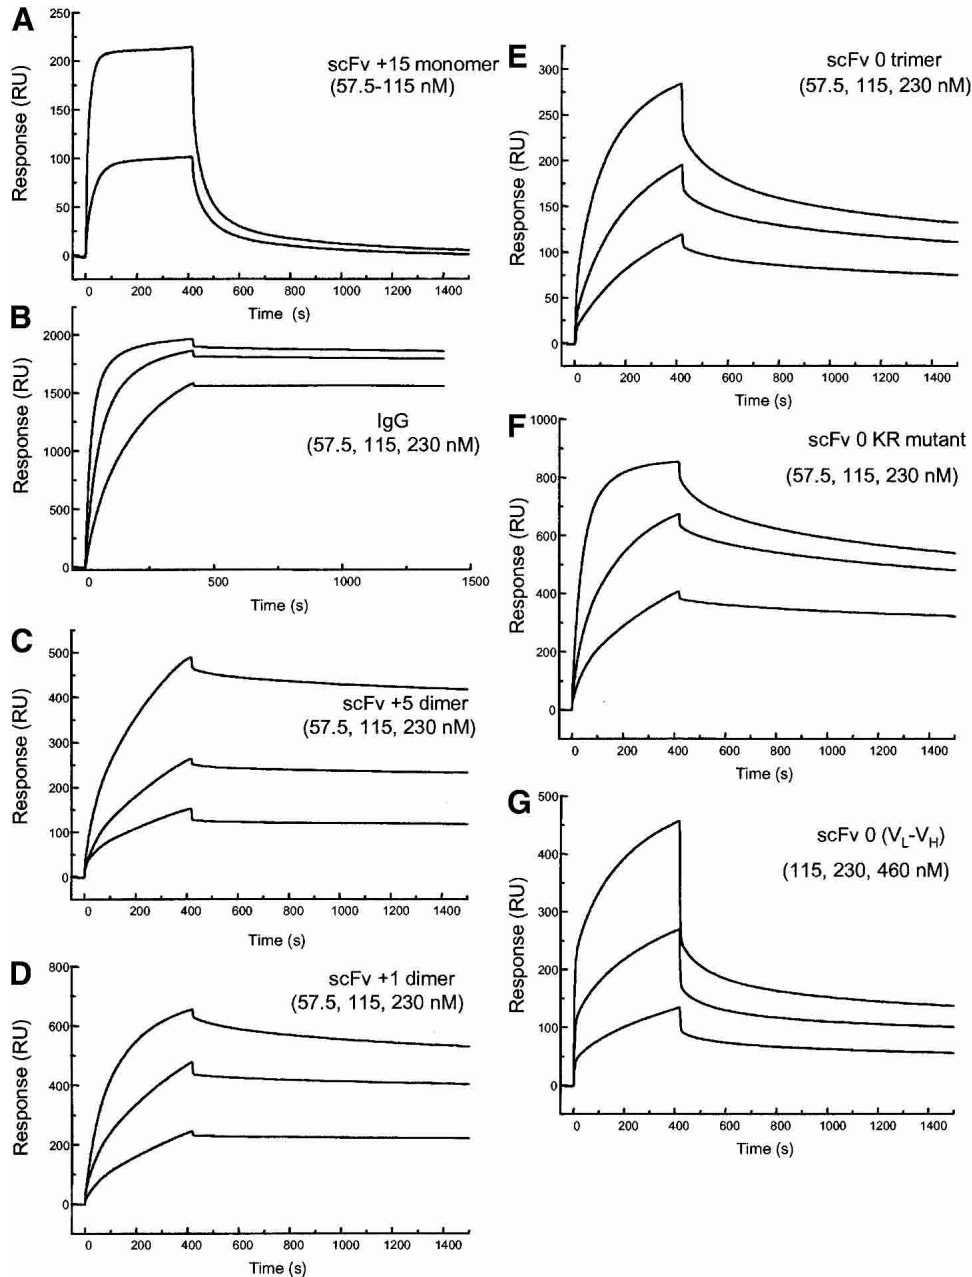 A
250
200
150
100
50
0
Response (RU)
scFv +15 monomer
(57.5-115 nM)
0 200 400 600 800 1000 1200 1400
Time (s)
B
2000
1500
1000
500
0
Response (RU)
IgG
(57.5, 115, 230 nM)
0 500 1000 1500
Time (s)
C
500
400
300
200
100
0
Response (RU)
scFv +5 dimer
(57.5, 115, 230 nM)
0 200 400 600 800 1000 1200 1400
Time (s)
D
800
600
400
200
0
Response (RU)
scFv +1 dimer
(57.5, 115, 230 nM)
0 200 400 600 800 1000 1200 1400
Time (s)
E
300
250
200
150
100
50
0
Response (RU)
scFv 0 trimer
(57.5, 115, 230 nM)
0 200 400 600 800 1000 1200 1400
Time (s)
F
1000
800
600
400
200
0
Response (RU)
scFv 0 KR mutant
(57.5, 115, 230 nM)
0 200 400 600 800 1000 1200 1400
Time (s)
G
500
400
300
200
100
0
Response (RU)
scFv 0 (VL-VH)
(115, 230, 460 nM)
0 200 400 600 800 1000 1200 1400
Time (s)